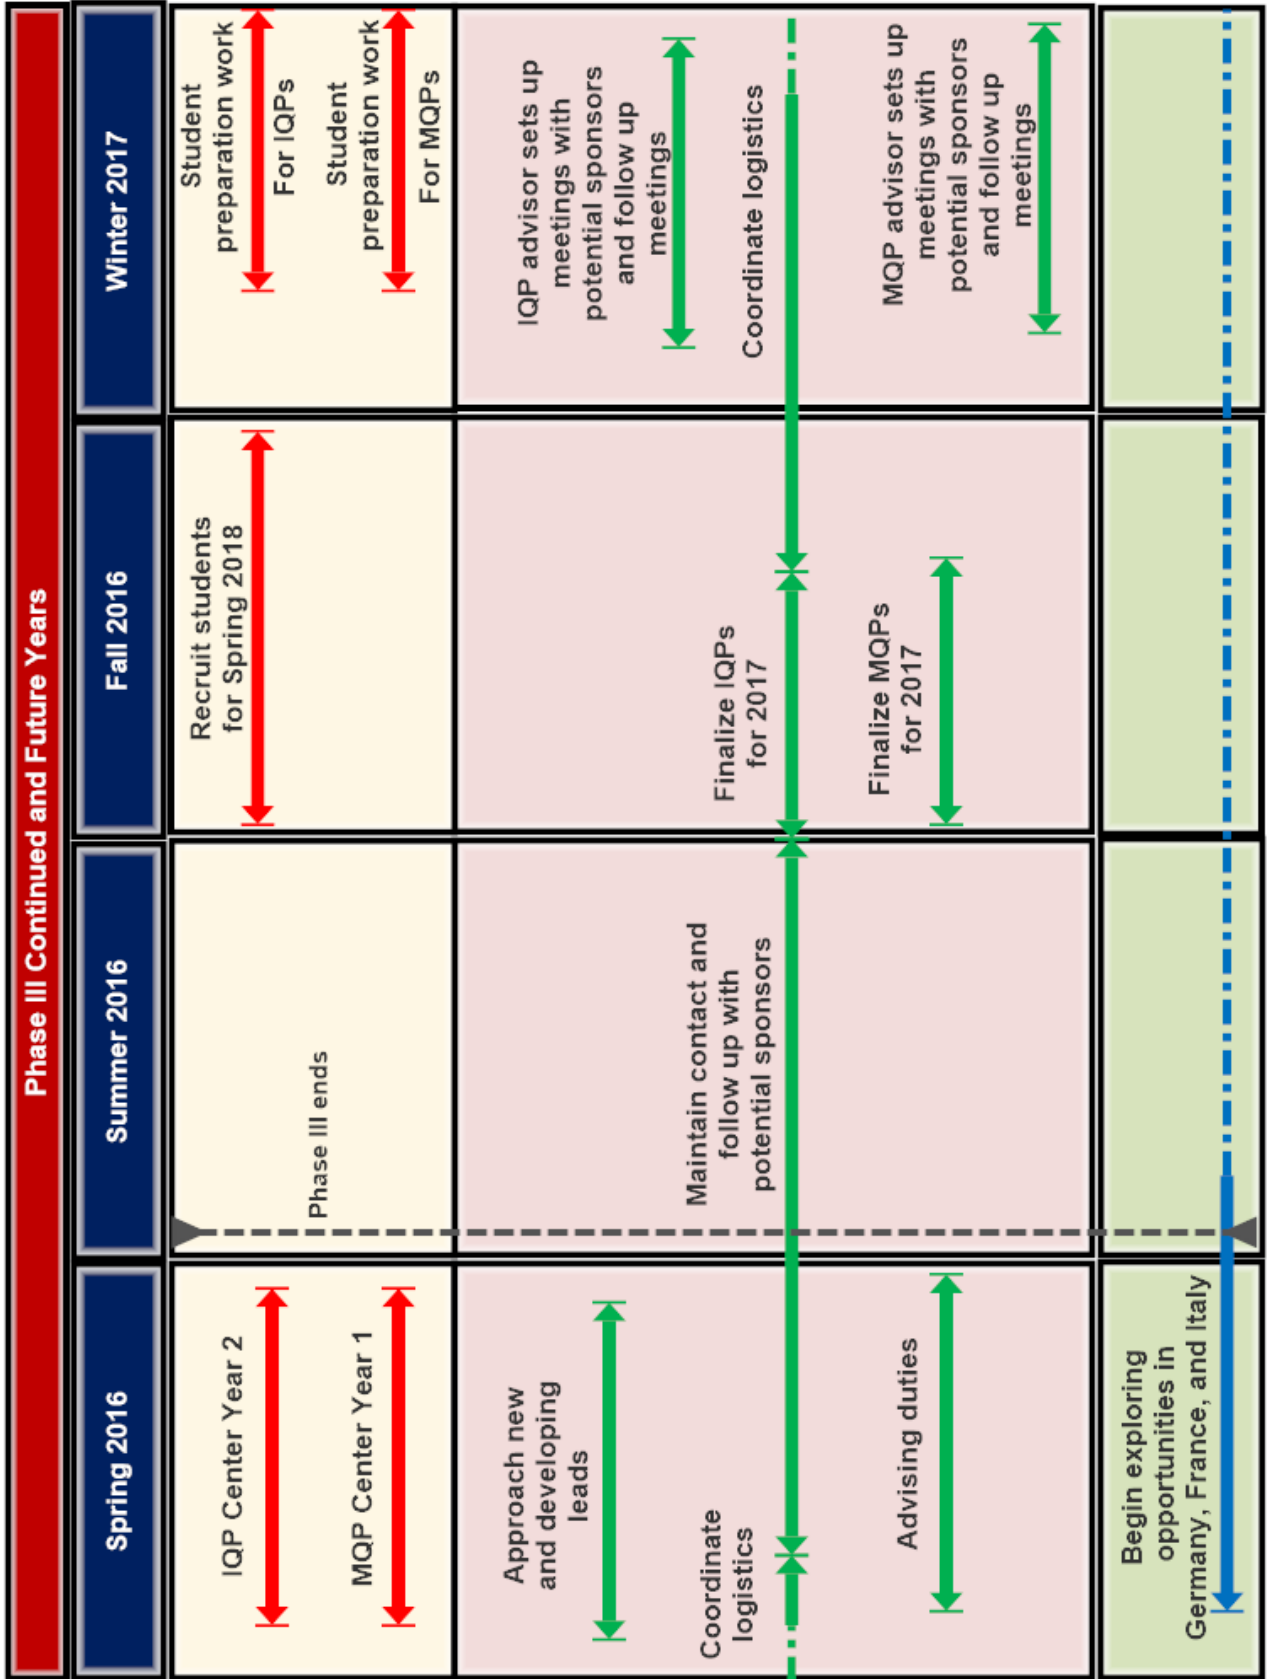 Phase III Continued and Future Years
Spring 2016
Summer 2016
Fall 2016
Winter 2017
IQP Center Year 2
MQP Center Year 1
Phase III ends
Recruit students
for Spring 2018
Student
preparation work
For IQPs
Student
preparation work
For MQPs
Approach new
and developing
leads
Coordinate
logistics
Advising duties
Maintain contact and
follow up with
potential sponsors
Finalize IQPs
for 2017
Finalize MQPs
for 2017
IQP advisor sets up
meetings with
potential sponsors
and follow up
meetings
Coordinate logistics
MQP advisor sets up
meetings with
potential sponsors
and follow up
meetings
Begin exploring
opportunities in
Germany, France, and Italy